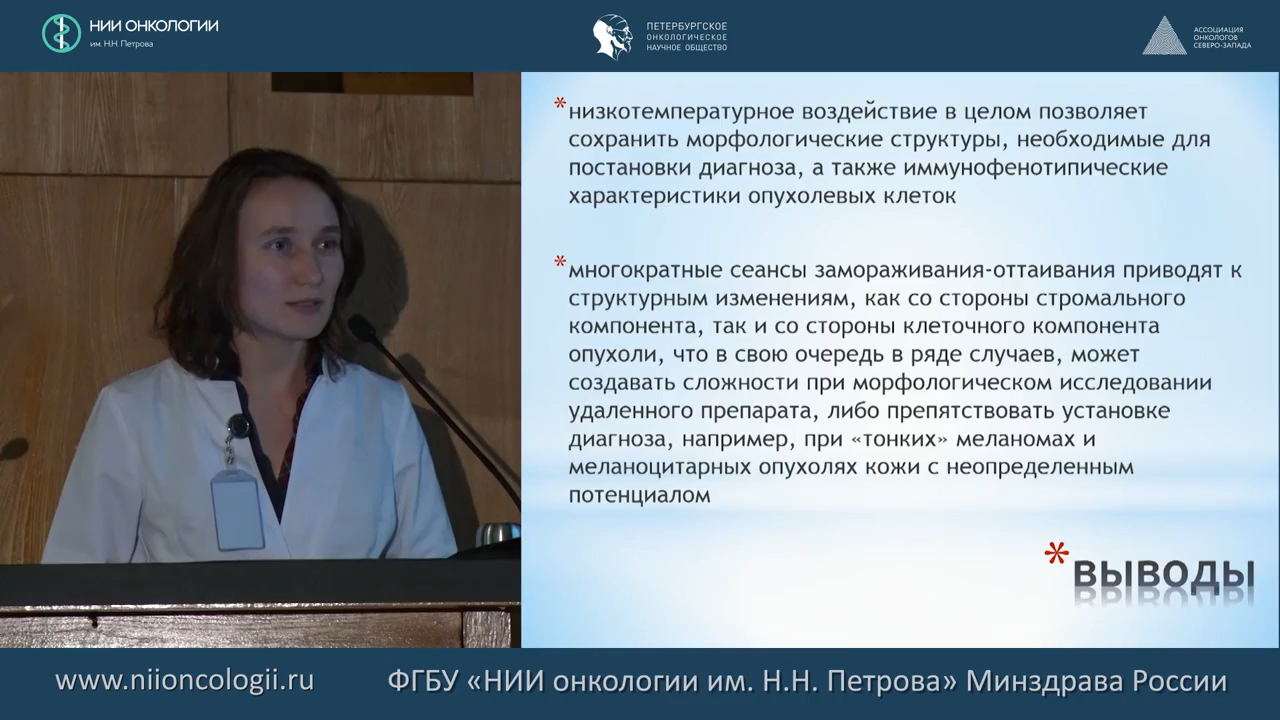 НИИ ОНКОЛОГИИ
им. Н.Н. Петрова
ПЕТЕРБУРГСКОЕ
ОНКОЛОГИЧЕСКОЕ
НАУЧНОЕ ОБЩЕСТВО
АССОЦИАЦИЯ
ОНКОЛОГОВ
СЕВЕРО-ЗАПАДА
* низкотемпературное воздействие в целом позволяет
сохранить морфологические структуры, необходимые для
постановки диагноза, а также иммунофенотипические
характеристики опухолевых клеток
* многократные сеансы замораживания-оттаивания приводят к
структурным изменениям, как со стороны стромального
компонента, так и со стороны клеточного компонента
опухоли, что в свою очередь в ряде случаев, может
создавать сложности при морфологическом исследовании
удаленного препарата, либо препятствовать установке
диагноза, например, при «тонких» меланомах и
меланоцитарных опухолях кожи с неопределенным
потенциалом
* выводы
www.niioncologii.ru
ФГБУ «НИИ онкологии им. Н.Н. Петрова» Минздрава России